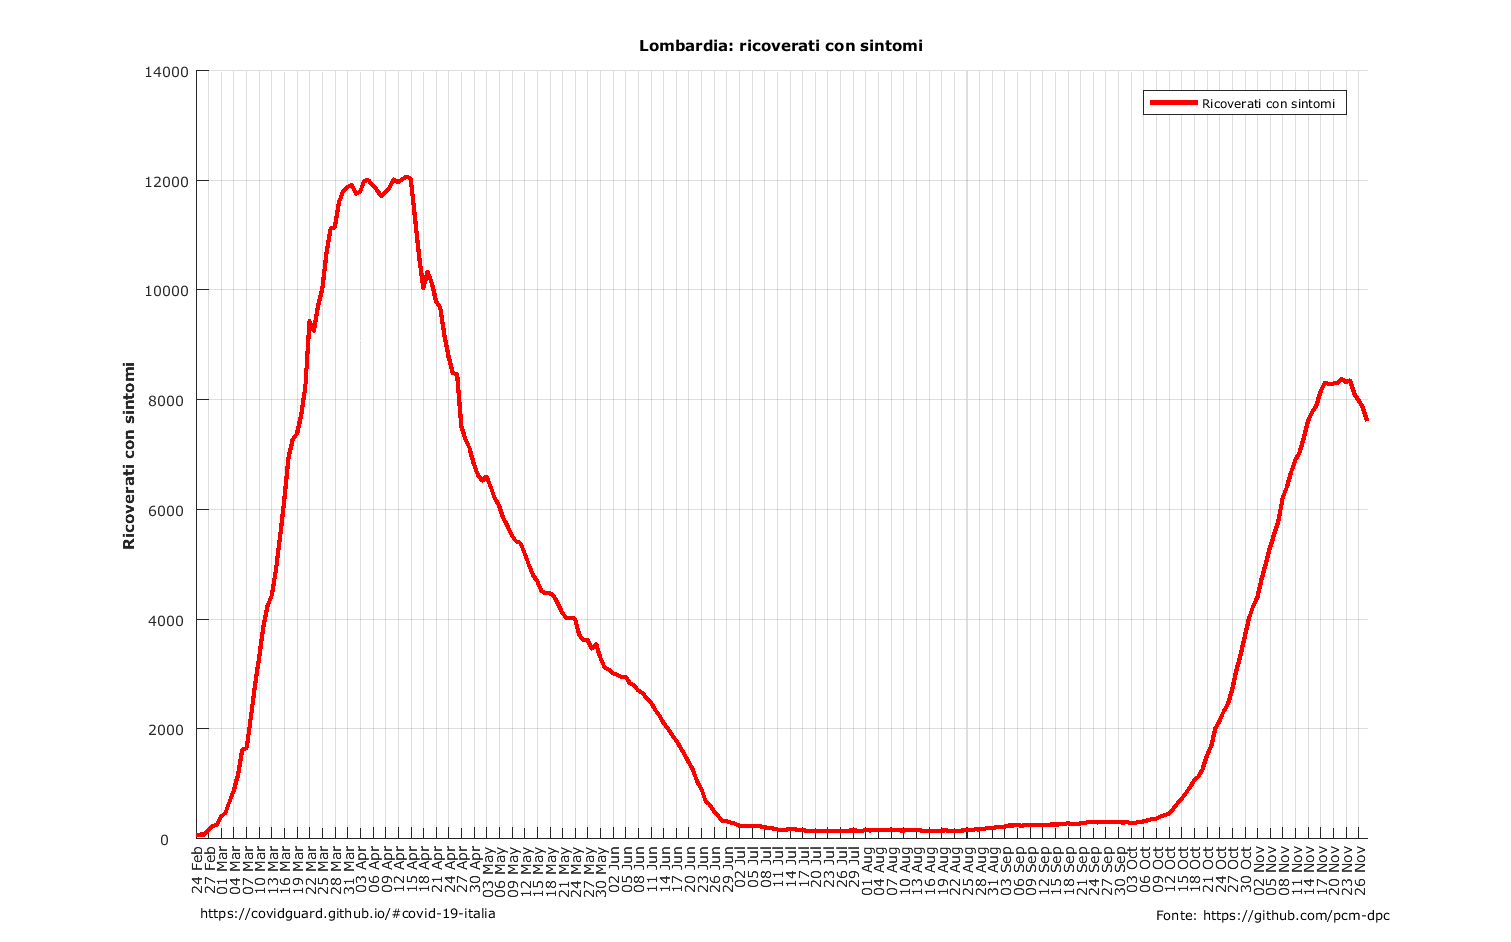 Lombardia: ricoverati con sintomi
14000
12000
10000
8000
6000
4000
2000
0
Ricoverati con sintomi
Ricoverati con sintomi
24 Feb
27 Feb
01 Mar
04 Mar
07 Mar
10 Mar
13 Mar
16 Mar
19 Mar
22 Mar
25 Mar
28 Mar
31 Mar
03 Apr
06 Apr
09 Apr
12 Apr
15 Apr
18 Apr
21 Apr
24 Apr
27 Apr
30 Apr
03 May
06 May
09 May
12 May
15 May
18 May
21 May
24 May
27 May
30 May
02 Jun
05 Jun
08 Jun
11 Jun
14 Jun
17 Jun
20 Jun
23 Jun
26 Jun
29 Jun
02 Jul
05 Jul
08 Jul
11 Jul
14 Jul
17 Jul
20 Jul
23 Jul
26 Jul
29 Jul
01 Aug
04 Aug
07 Aug
10 Aug
13 Aug
16 Aug
19 Aug
22 Aug
25 Aug
28 Aug
31 Aug
03 Sep
06 Sep
09 Sep
12 Sep
15 Sep
18 Sep
21 Sep
24 Sep
27 Sep
30 Sep
03 Oct
06 Oct
09 Oct
12 Oct
15 Oct
18 Oct
21 Oct
24 Oct
27 Oct
30 Oct
02 Nov
05 Nov
08 Nov
11 Nov
14 Nov
17 Nov
20 Nov
23 Nov
26 Nov
https://covidguard.github.io/#covid-19-italia
Fonte: https://github.com/pcm-dpc